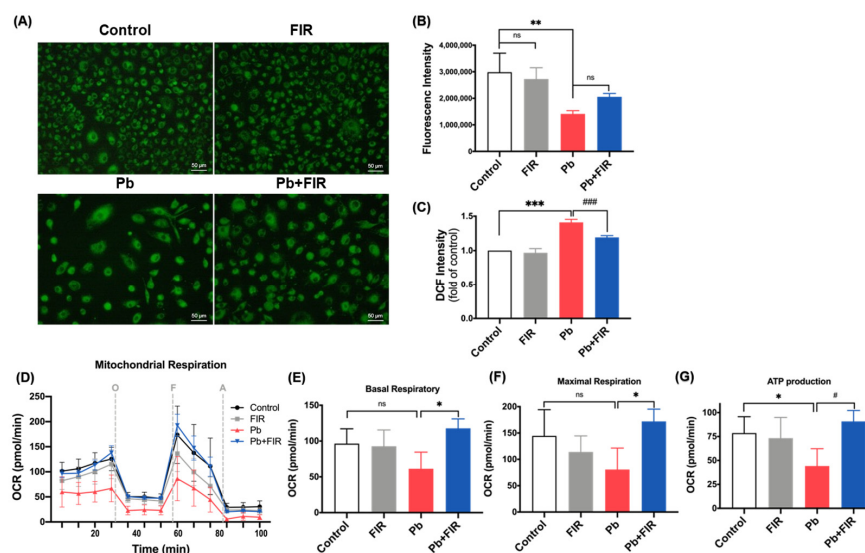 (A)
Control
FIR
50 μm
50 μm
Pb
Pb+FIR
50 μm
50 μm
(B)
**
ns
ns
Fluorescenc Intensity
4,000,000
3,000,000
2,000,000
1,000,000
Control
FIR
Pb
Pb+FIR
(C)
***
###
DCF Intensity
(fold of control)
1.5
1.0
0.5
0.0
Control
FIR
Pb
Pb+FIR
(D)
Mitochondrial Respiration
O
F
A
OCR (pmol/min)
250
200
150
100
50
0
20
40
60
80
100
Time (min)
Control
FIR
Pb
Pb+FIR
(E)
Basal Respiratory
ns
*
OCR (pmol/min)
150
100
50
0
Control
FIR
Pb
Pb+FIR
(F)
Maximal Respiration
ns
*
OCR (pmol/min)
200
150
100
50
0
Control
FIR
Pb
Pb+FIR
(G)
ATP production
*
#
OCR (pmol/min)
100
75
50
25
0
Control
FIR
Pb
Pb+FIR